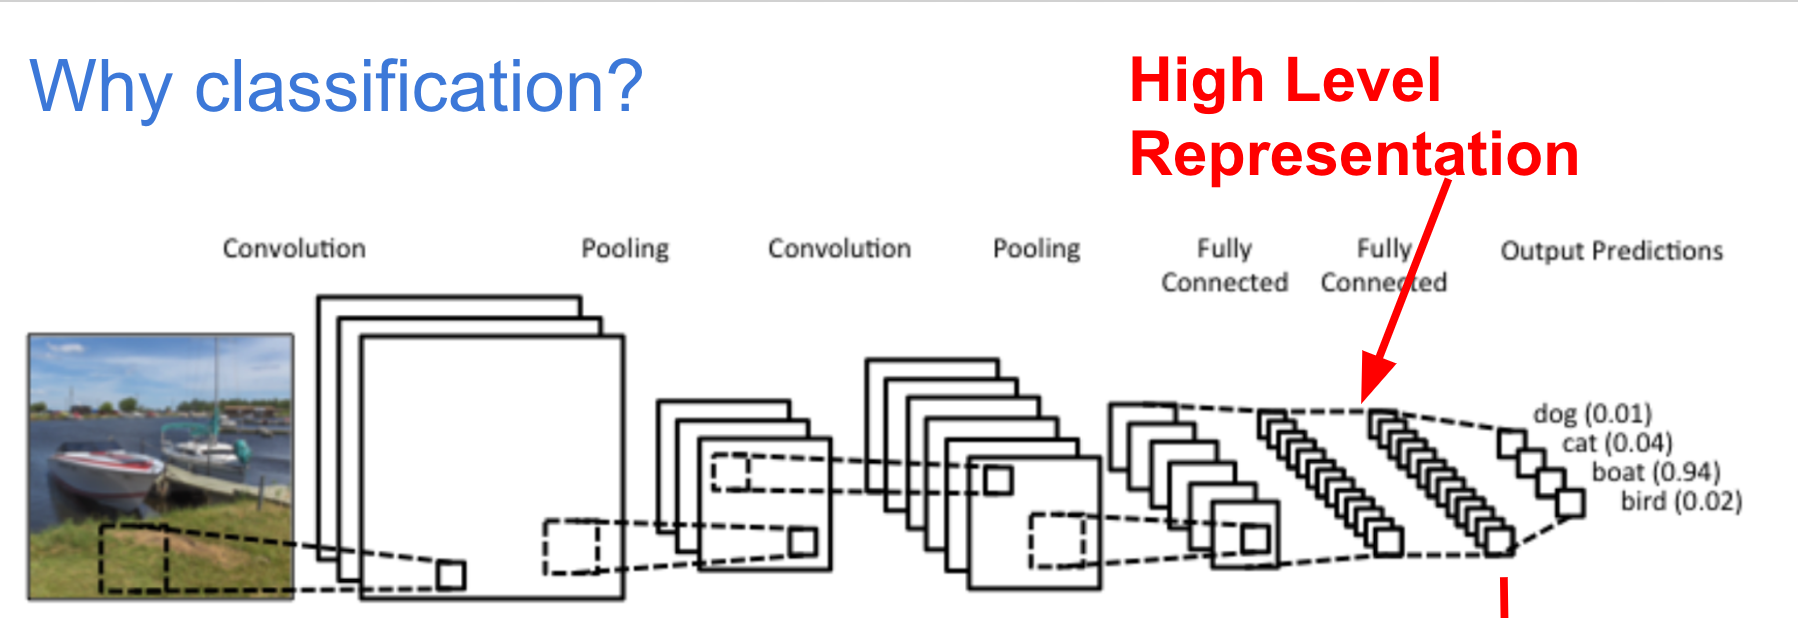 Why classification?
High Level
Representation
Convolution
Pooling
Convolution
Pooling
Fully
Connected
Fully
Connected
Output Predictions
dog (0.01)
cat (0.04)
boat (0.94)
bird (0.02)